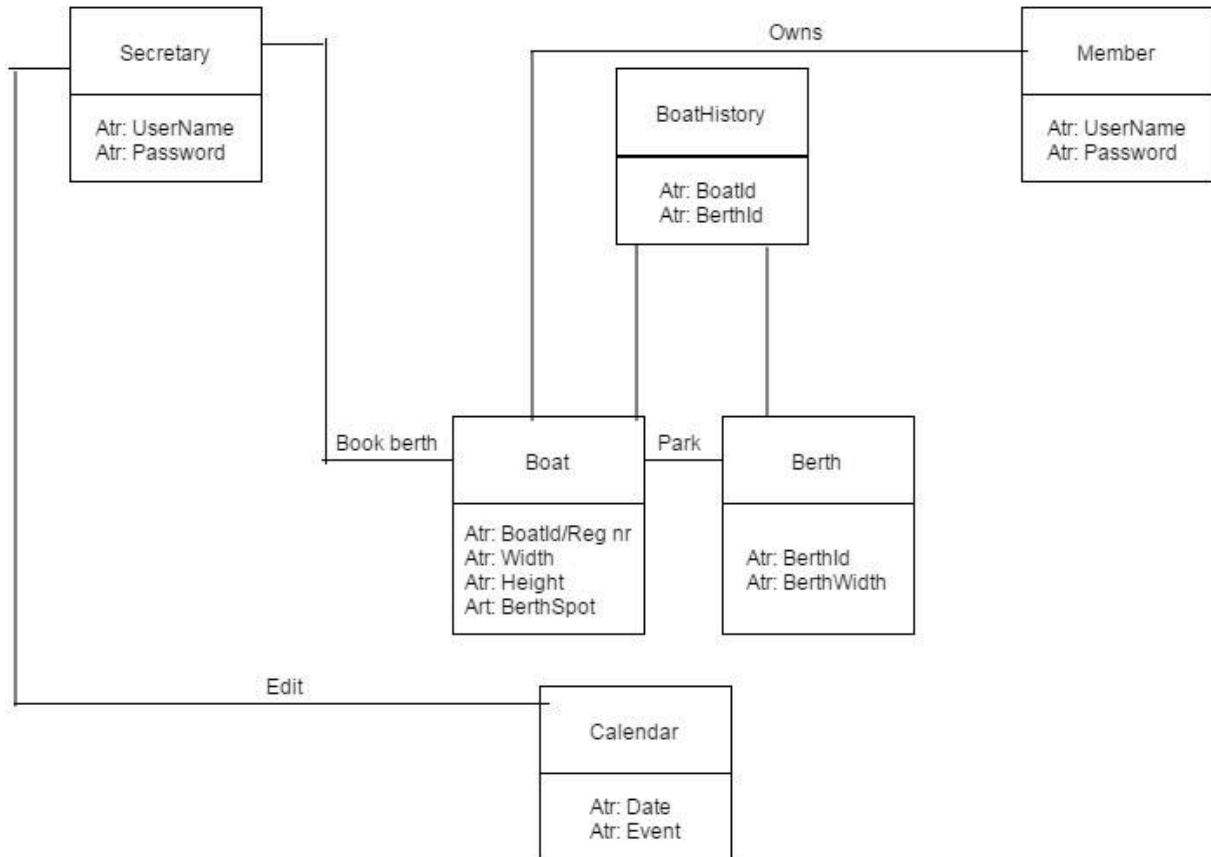 Secretary
Atr: UserName
Atr: Password
Owns
BoatHistory
Atr: BoatId
Atr: BerthId
Member
Atr: UserName
Atr: Password
Book berth
Boat
Atr: BoatId/Reg nr
Atr: Width
Atr: Height
Art: BerthSpot
Park
Berth
Atr: BerthId
Atr: BerthWidth
Edit
Calendar
Atr: Date
Atr: Event